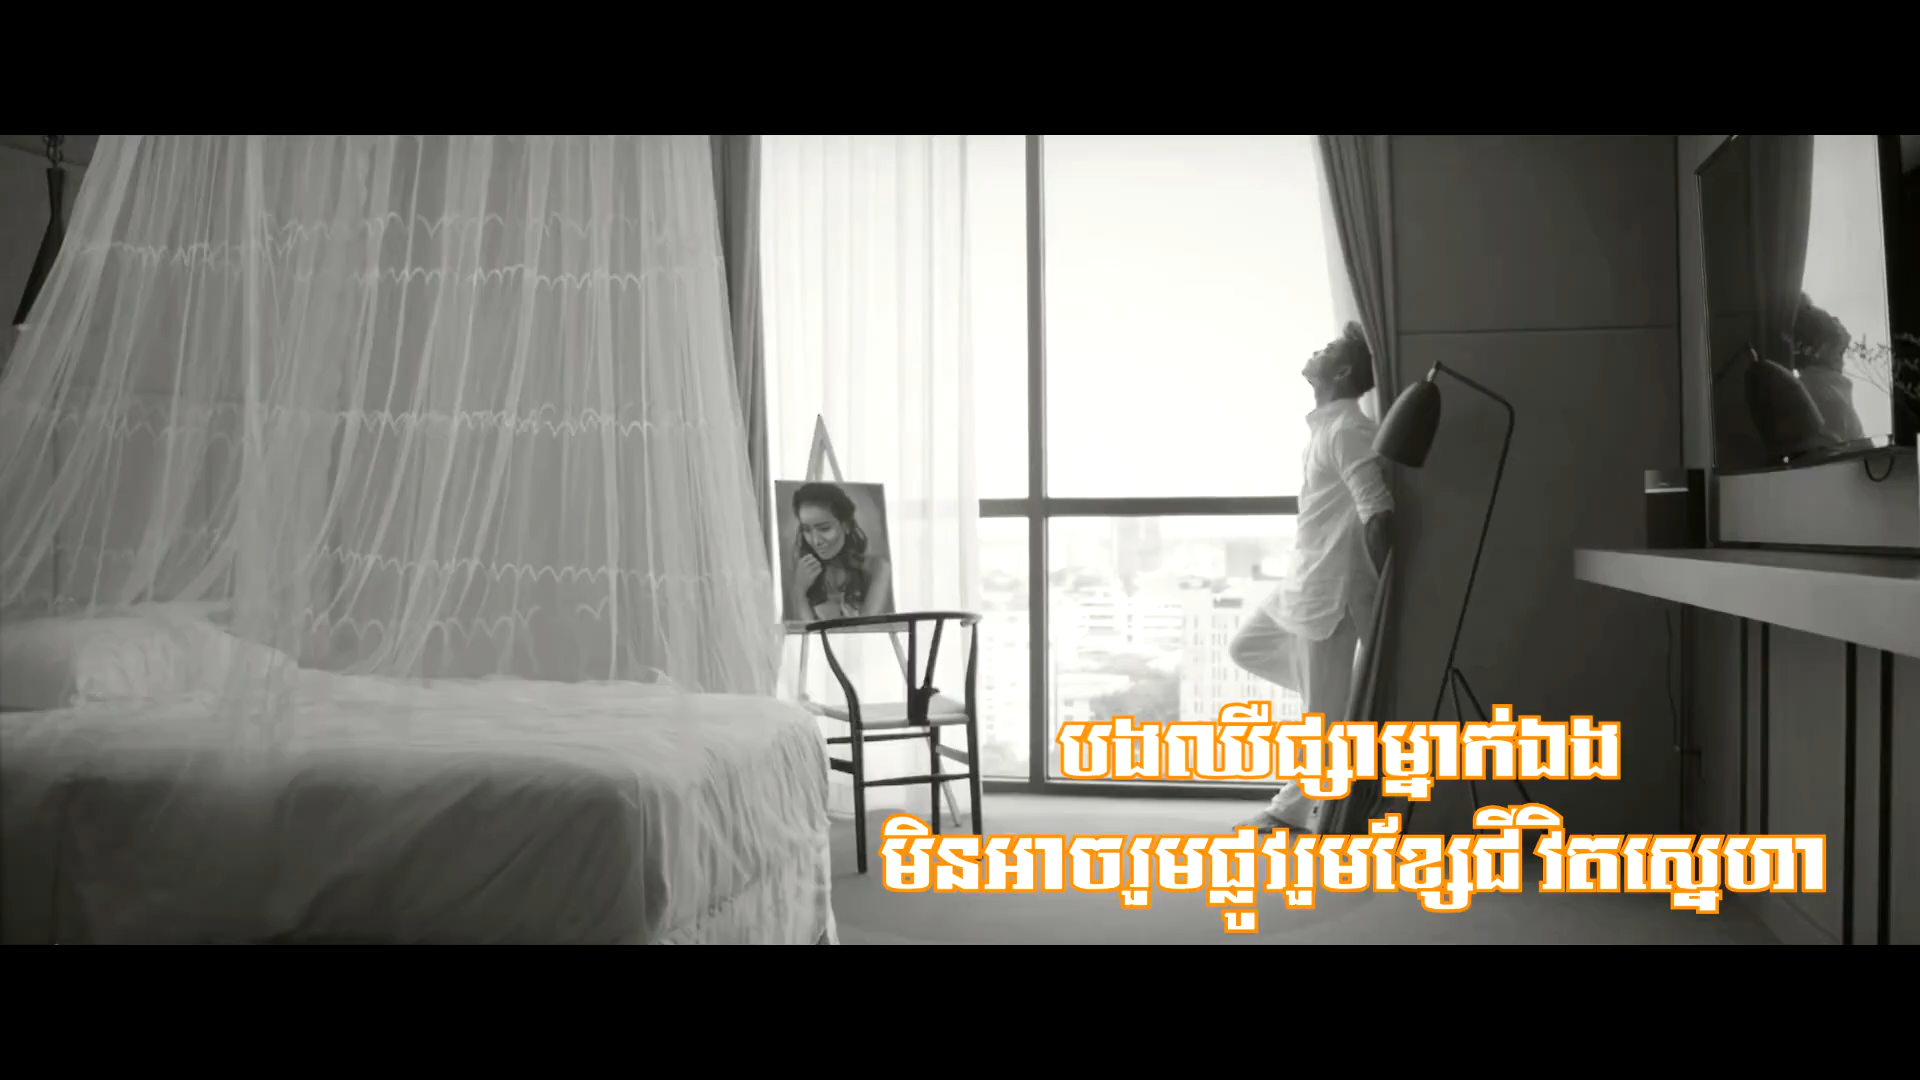 បងឈឺផ្សាម្នាក់ឯង
មិនអាចរួមផ្លូវរួមខ្សែជីវិតស្នេហា